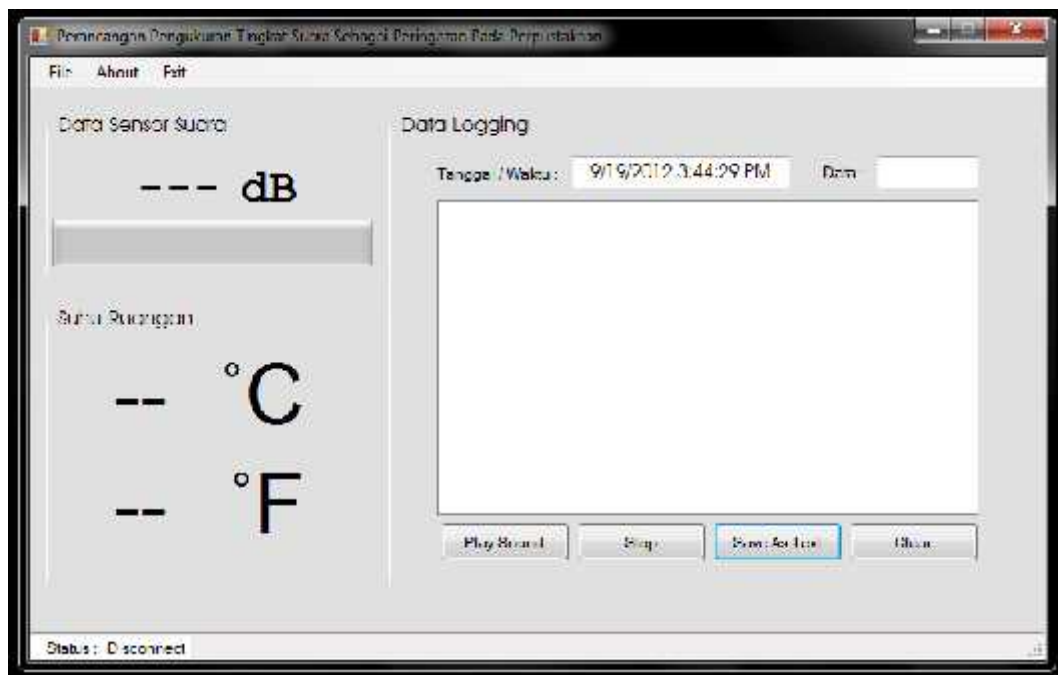 Perancangan Pengukuran Tingkat Suara Sebagai Peringatan Pada Perpustakaan
File About Exit
Data Sensor Suara
--- dB
Suhu Ruangan
-- °C
-- °F
Data Logging
Tanggal / Waktu : 9/19/2012 3:44:29 PM Data
Play Sound Stop Save As Text Clear
Status : Disconnect